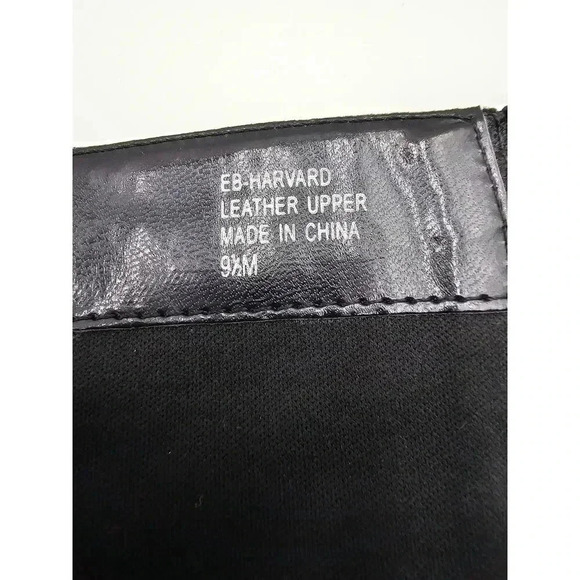 EB-HARVARD
LEATHER UPPER
MADE IN CHINA
9½M